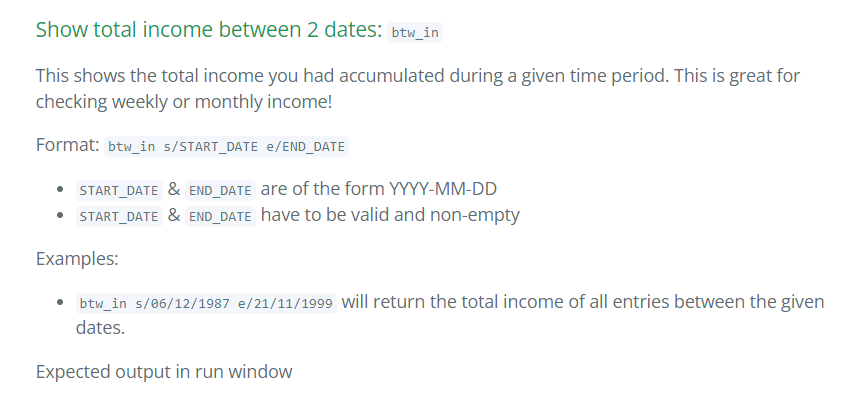 Show total income between 2 dates: btw_in
This shows the total income you had accumulated during a given time period. This is great for
checking weekly or monthly income!
Format: btw_in s/START_DATE e/END_DATE
• START_DATE & END_DATE are of the form YYYY-MM-DD
• START_DATE & END_DATE have to be valid and non-empty
Examples:
• btw_in s/06/12/1987 e/21/11/1999 will return the total income of all entries between the given
dates.
Expected output in run window